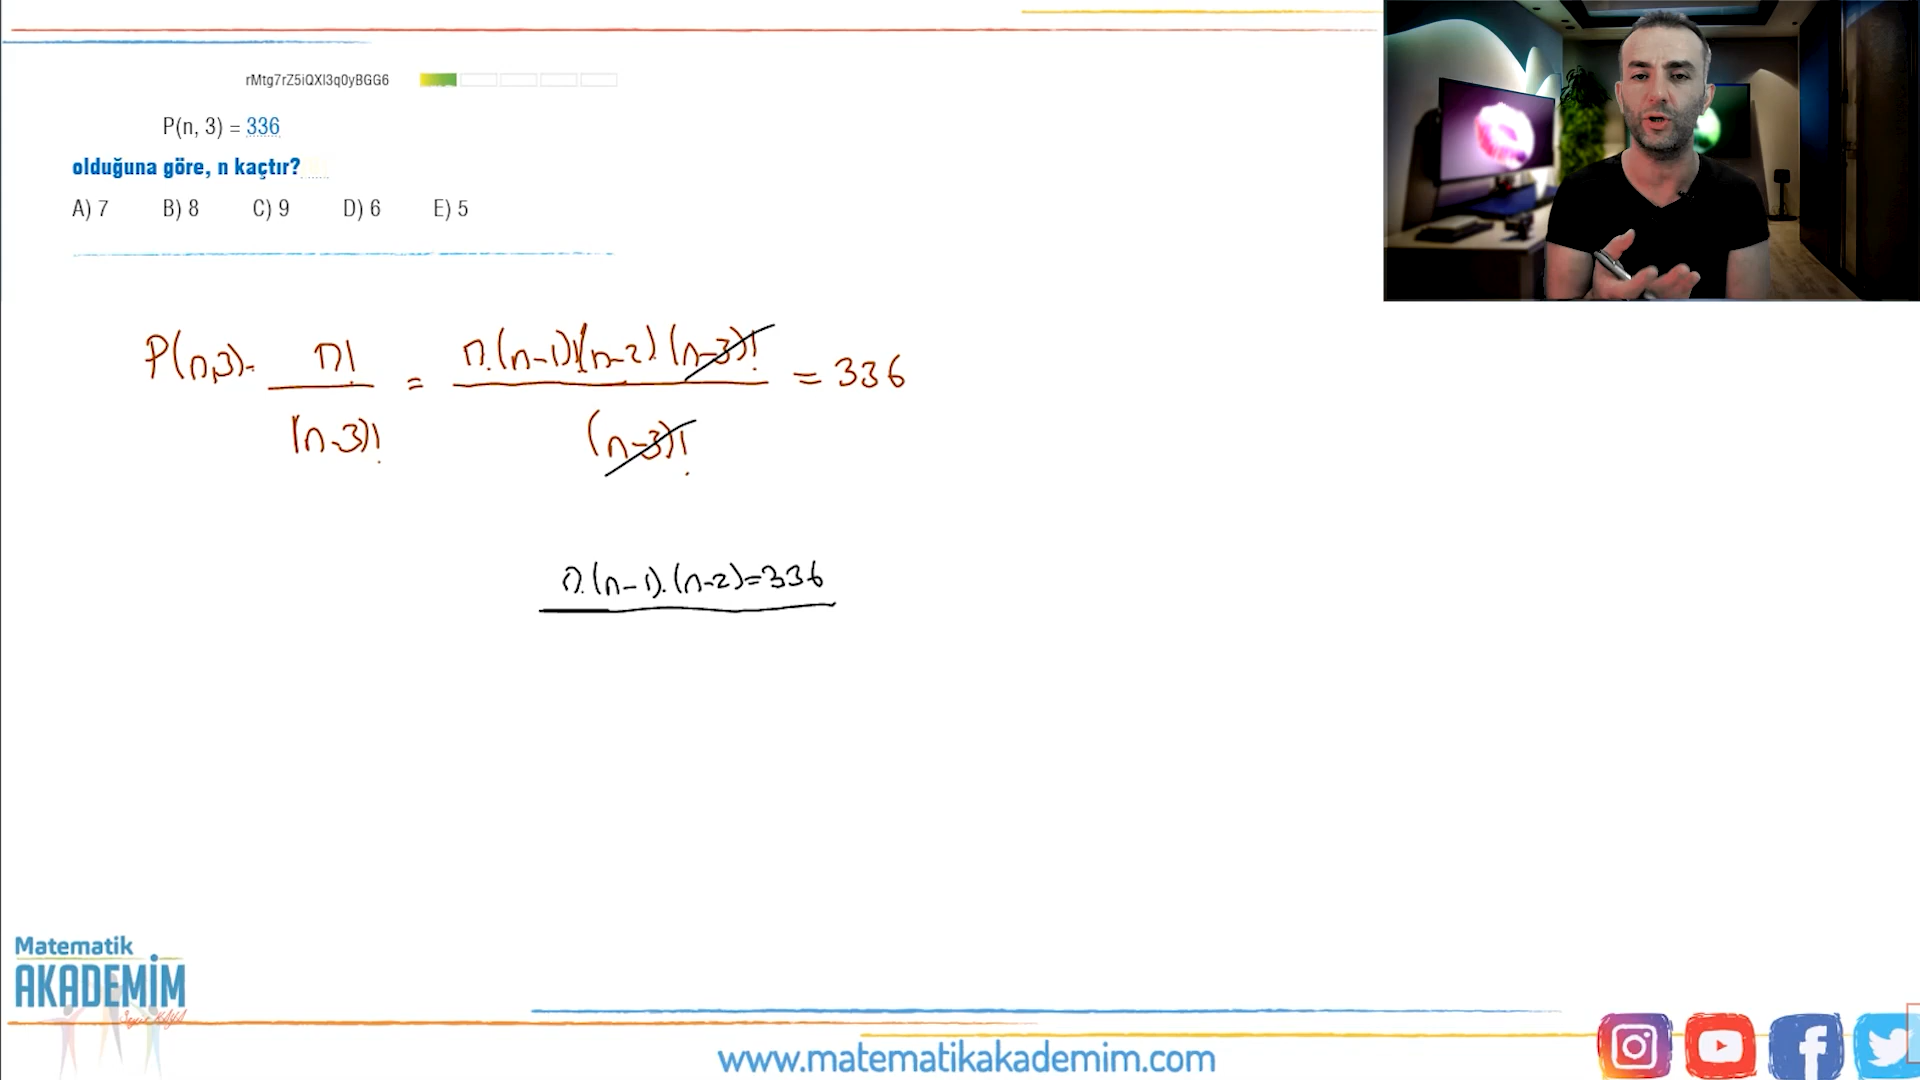 rMtg7rZ5iQXl3q0yBGG6
P(n, 3) = 336
olduğuna göre, n kaçtır?
A) 7 B) 8 C) 9 D) 6 E) 5
P(n,3)= n! / (n-3)! = n.(n-1)(n-2).(n-3)! / (n-3)! = 336
n.(n-1).(n-2)=336
Matematik
AKADEMİM
www.matematikakademim.com